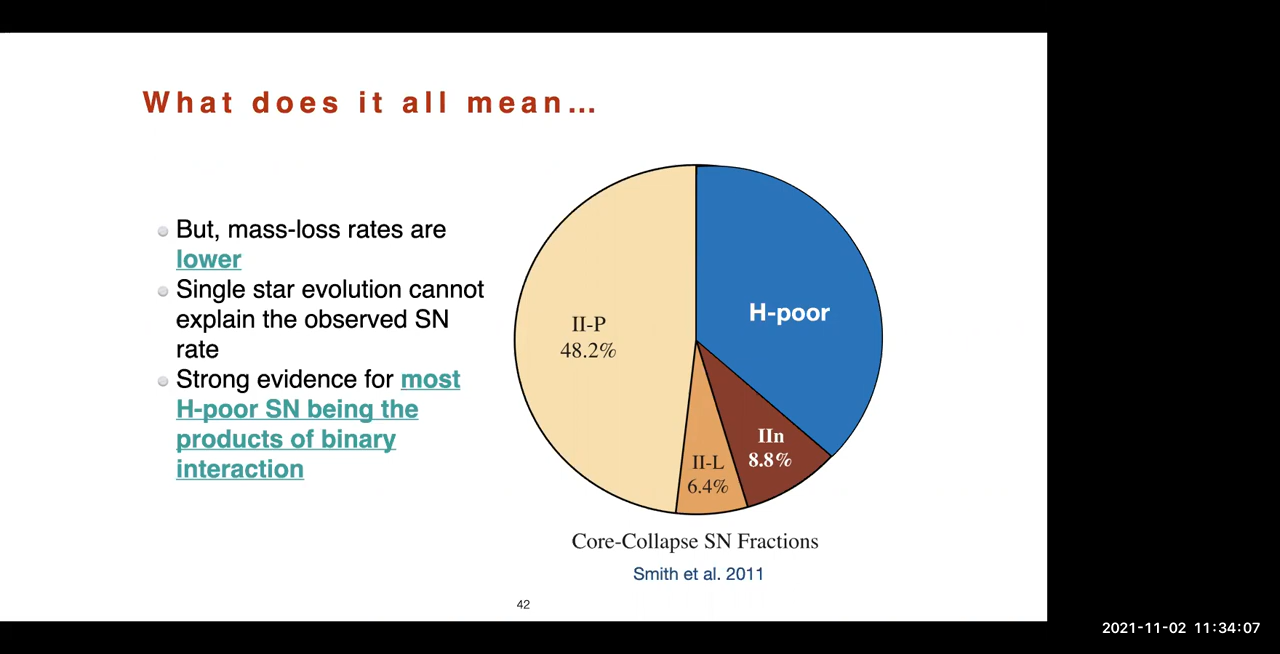 What does it all mean…
But, mass-loss rates are
lower
Single star evolution cannot
explain the observed SN
rate
Strong evidence for most
H-poor SN being the
products of binary
interaction
H-poor
II-P
48.2%
IIn
8.8%
II-L
6.4%
Core-Collapse SN Fractions
Smith et al. 2011
42
2021-11-02 11:34:07